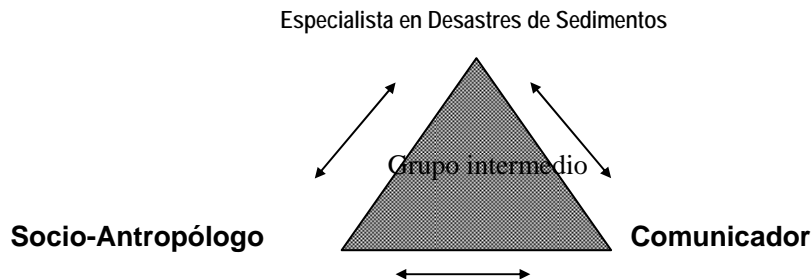 Especialista en Desastres de Sedimentos
Grupo intermedio
Socio-Antropólogo
Comunicador